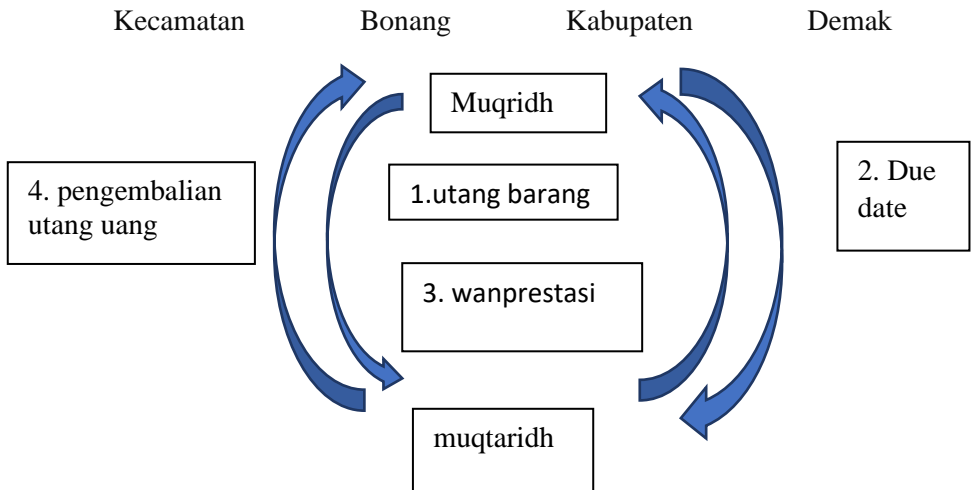 Kecamatan Bonang Kabupaten Demak
Muqridh
4. pengembalian
utang uang
1.utang barang
2. Due
date
3. wanprestasi
muqtaridh